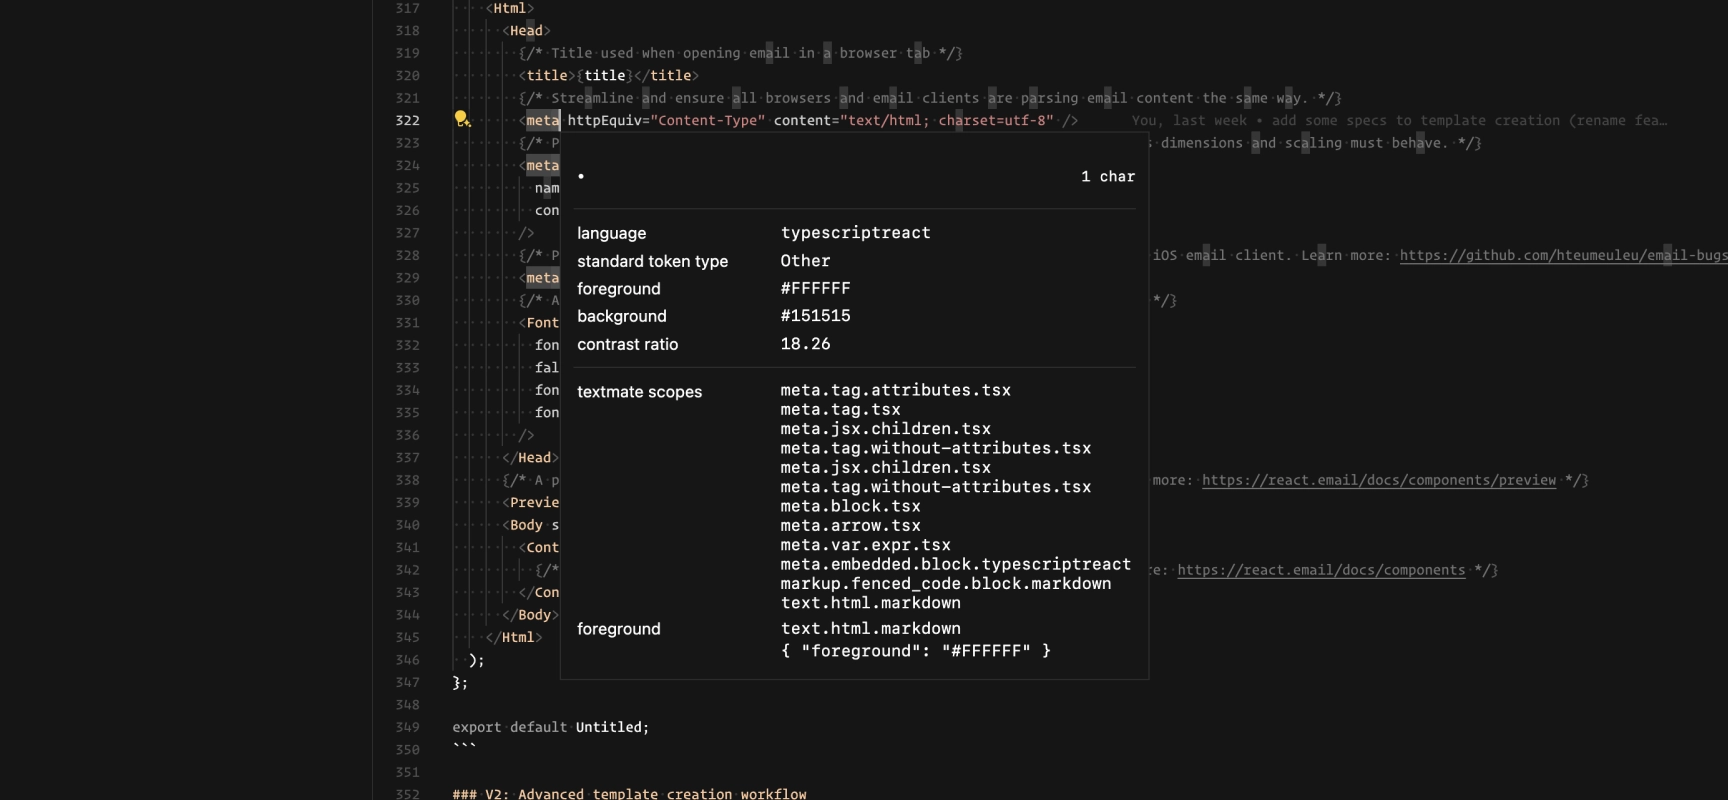 317 <Html>
318 <Head>
319 {/* Title used when opening email in a browser tab */}
320 <title>{title}</title>
321 {/* Streamline and ensure all browsers and email clients are parsing email content the same way. */}
322 <meta httpEquiv="Content-Type" content="text/html; charset=utf-8" /> You, last week • add some specs to template creation (rename fea…
323 {/* P s dimensions and scaling must behave. */}
324 <meta
325 nam
326 con
327 />
328 {/* P iOS email client. Learn more: https://github.com/hteumeuleu/email-bugs
329 <meta
330 {/* A */}
331 <Font
332 fon
333 fal
334 fon
335 fon
336 />
337 </Head>
338 {/* A p more: https://react.email/docs/components/preview */}
339 <Previe
340 <Body s
341 <Cont
342 {/* re: https://react.email/docs/components */}
343 </Con
344 </Body>
345 </Html>
346 );
347 };
348
349 export default Untitled;
350 ```
351
352 ### V2: Advanced template creation workflow
• 1 char
language typescriptreact
standard token type Other
foreground #FFFFFF
background #151515
contrast ratio 18.26
textmate scopes meta.tag.attributes.tsx
meta.tag.tsx
meta.jsx.children.tsx
meta.tag.without-attributes.tsx
meta.jsx.children.tsx
meta.tag.without-attributes.tsx
meta.block.tsx
meta.arrow.tsx
meta.var.expr.tsx
meta.embedded.block.typescriptreact
markup.fenced_code.block.markdown
text.html.markdown
foreground text.html.markdown
{ "foreground": "#FFFFFF" }